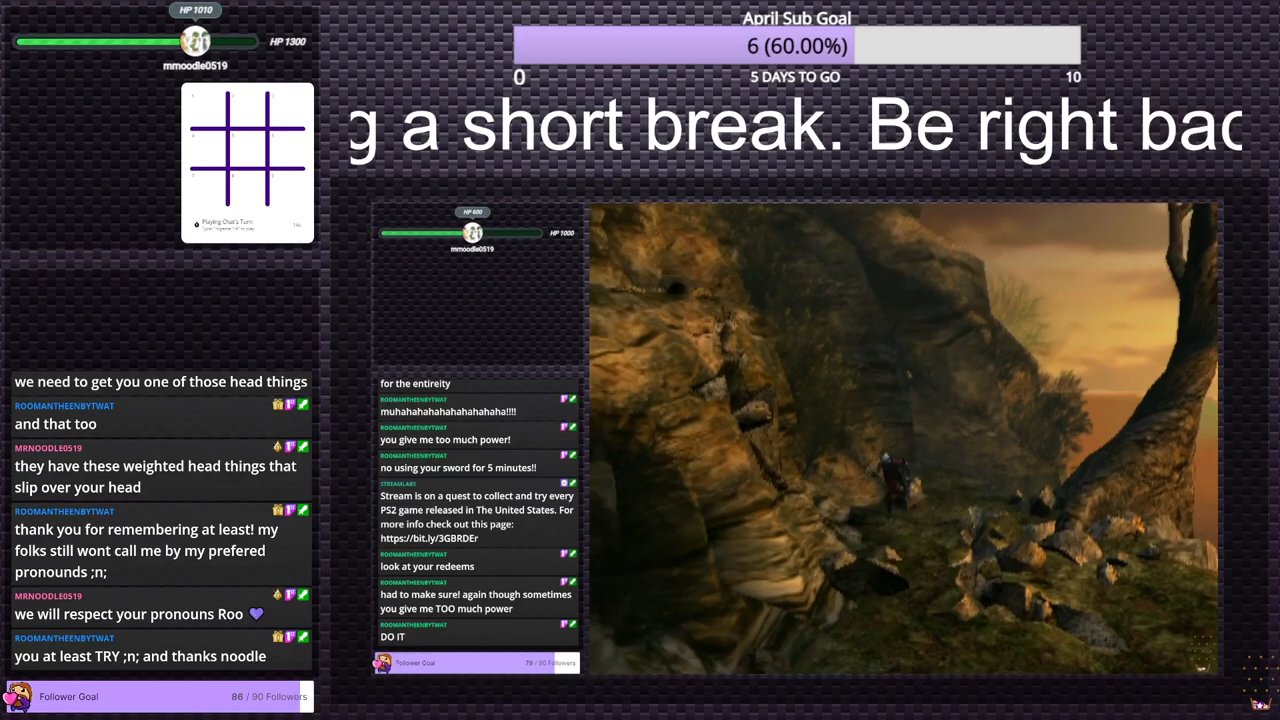 HP 1010
HP 1300
mmoodle0519
April Sub Goal
6 (60.00%)
0
5 DAYS TO GO
10
g a short break. Be right bac
Playing Chat's Turn
we need to get you one of those head things
ROOMANTHEENBYTWAT
and that too
MRNOODLE0519
they have these weighted head things that
slip over your head
ROOMANTHEENBYTWAT
thank you for remembering at least! my
folks still wont call me by my prefered
pronouns ;n;
MRNOODLE0519
we will respect your pronouns Roo 💜
ROOMANTHEENBYTWAT
you at least TRY ;n; and thanks noodle
Follower Goal
86 / 90 Followers
HP 600
HP 1000
mmoodle0519
for the entireity
ROOMANTHEENBYTWAT
muhahahahahahahahaha!!!!
ROOMANTHEENBYTWAT
you give me too much power!
ROOMANTHEENBYTWAT
no using your sword for 5 minutes!!
STREAMLABS
Stream is on a quest to collect and try every
PS2 game released in The United States. For
more info check out this page:
https://bit.ly/3GBRDEr
ROOMANTHEENBYTWAT
look at your redeems
ROOMANTHEENBYTWAT
had to make sure! again though sometimes
you give me TOO much power
ROOMANTHEENBYTWAT
DO IT
Follower Goal
79 / 90 Followers